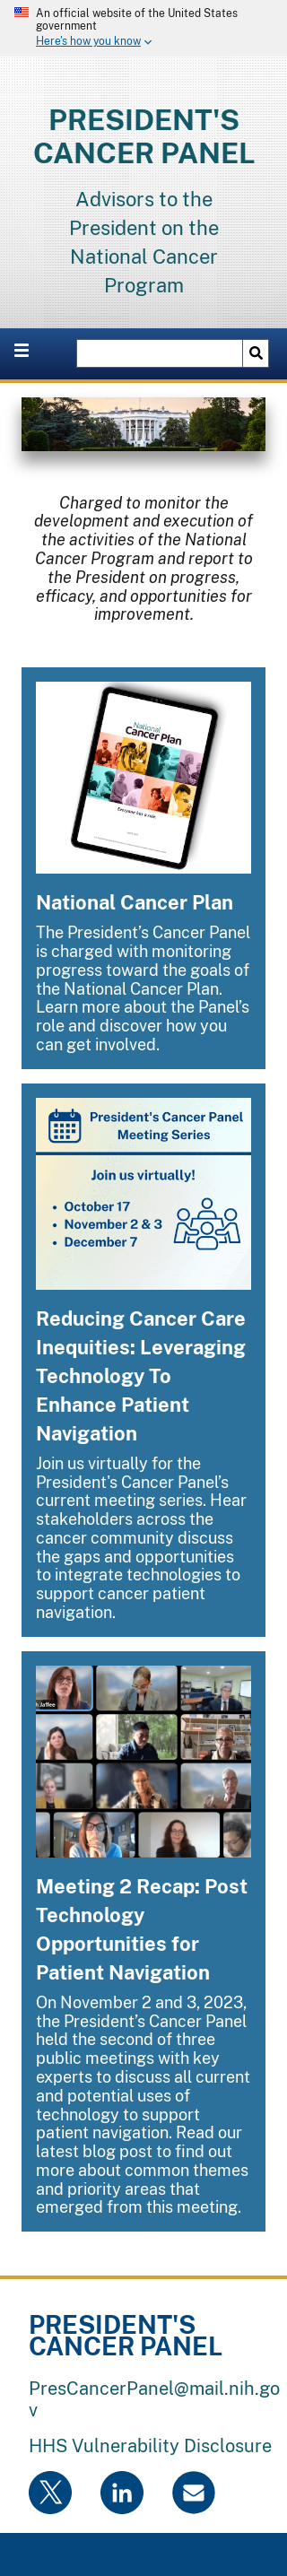 An official website of the United States
government
Here's how you know
PRESIDENT'S
CANCER PANEL
Advisors to the
President on the
National Cancer
Program
Charged to monitor the
development and execution of
the activities of the National
Cancer Program and report to
the President on progress,
efficacy, and opportunities for
improvement.
National
Cancer Plan
National Cancer Plan
The President's Cancer Panel
is charged with monitoring
progress toward the goals of
the National Cancer Plan.
Learn more about the Panel's
role and discover how you
can get involved.
President's Cancer Panel
Meeting Series
Join us virtually!
• October 17
• November 2 & 3
• December 7
Reducing Cancer Care
Inequities: Leveraging
Technology To
Enhance Patient
Navigation
Join us virtually for the
President's Cancer Panel's
current meeting series. Hear
stakeholders across the
cancer community discuss
the gaps and opportunities
to integrate technologies to
support cancer patient
navigation.
Meeting 2 Recap: Post
Technology
Opportunities for
Patient Navigation
On November 2 and 3, 2023,
the President's Cancer Panel
held the second of three
public meetings with key
experts to discuss all current
and potential uses of
technology to support
patient navigation. Read our
latest blog post to find out
more about common themes
and priority areas that
emerged from this meeting.
PRESIDENT'S
CANCER PANEL
PresCancerPanel@mail.nih.go
v
HHS Vulnerability Disclosure